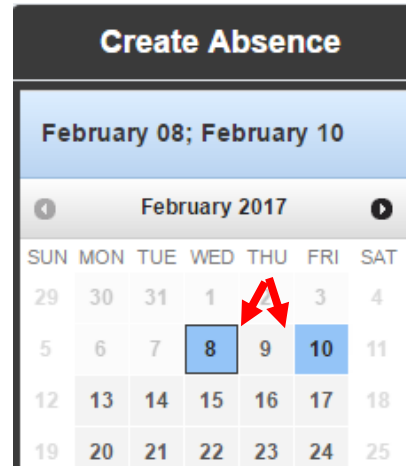 Create Absence
February 08; February 10
February 2017
SUN MON TUE WED THU FRI SAT
29 30 31 1 2 3 4
5 6 7 8 9 10 11
12 13 14 15 16 17 18
19 20 21 22 23 24 25